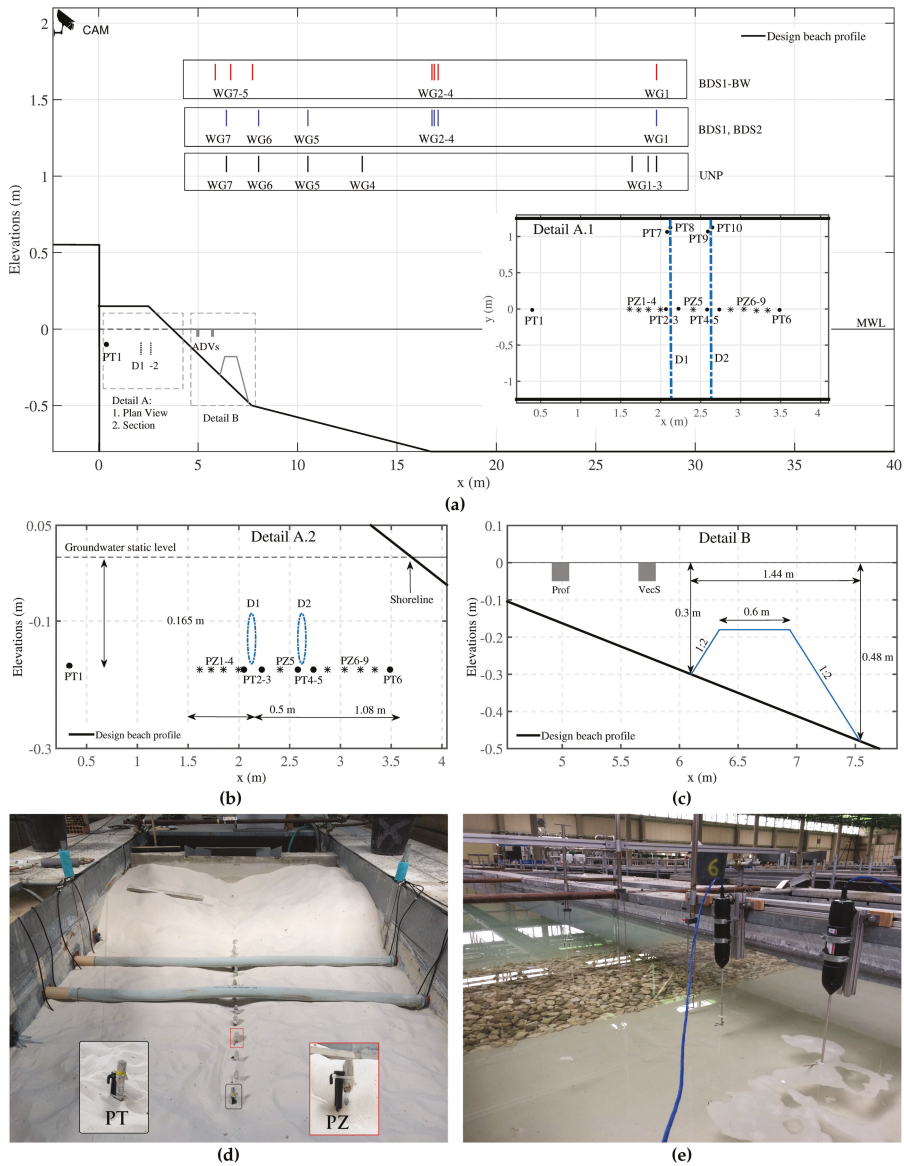 CAM
Design beach profile
2
1.5
1
0.5
0
-0.5
Elevations (m)
WG7-5
WG2-4
WG1
BDS1-BW
WG7
WG6
WG5
WG2-4
WG1
BDS1, BDS2
WG7
WG6
WG5
WG4
WG1-3
UNP
Detail A.1
1
0,5
0
-0,5
-1
y (m)
PT7
PT8
PT9
PT10
PZ1-4
PZ5
PZ6-9
PT1
PT2-3
PT4-5
PT6
D1
D2
0.5
1
1.5
2.0
2.5
3.0
3.5
4
x (m)
MWL
ADVs
PT1
D1 -2
Detail A:
1. Plan View
2. Section
Detail B
0
5
10
15
20
25
30
35
40
x (m)
(a)
0.05
-0.1
-0.3
Elevations (m)
Detail A.2
Groundwater static level
0.165 m
Shoreline
D1
D2
PZ1-4
PZ5
PZ6-9
PT1
PT2-3
PT4-5
PT6
0.5 m
1.08 m
Design beach profile
0.5
1
1.5
2
2.5
3
3.5
4
x (m)
(b)
0.1
0
-0.1
-0.2
-0.3
-0.4
-0.5
Elevations (m)
Detail B
Prof
VecS
1.44 m
0.3 m
0.6 m
1:2
1:2
0.48 m
Design beach profile
5
5.5
6
6.5
7
7.5
x (m)
(c)
PT
PZ
(d)
6
(e)